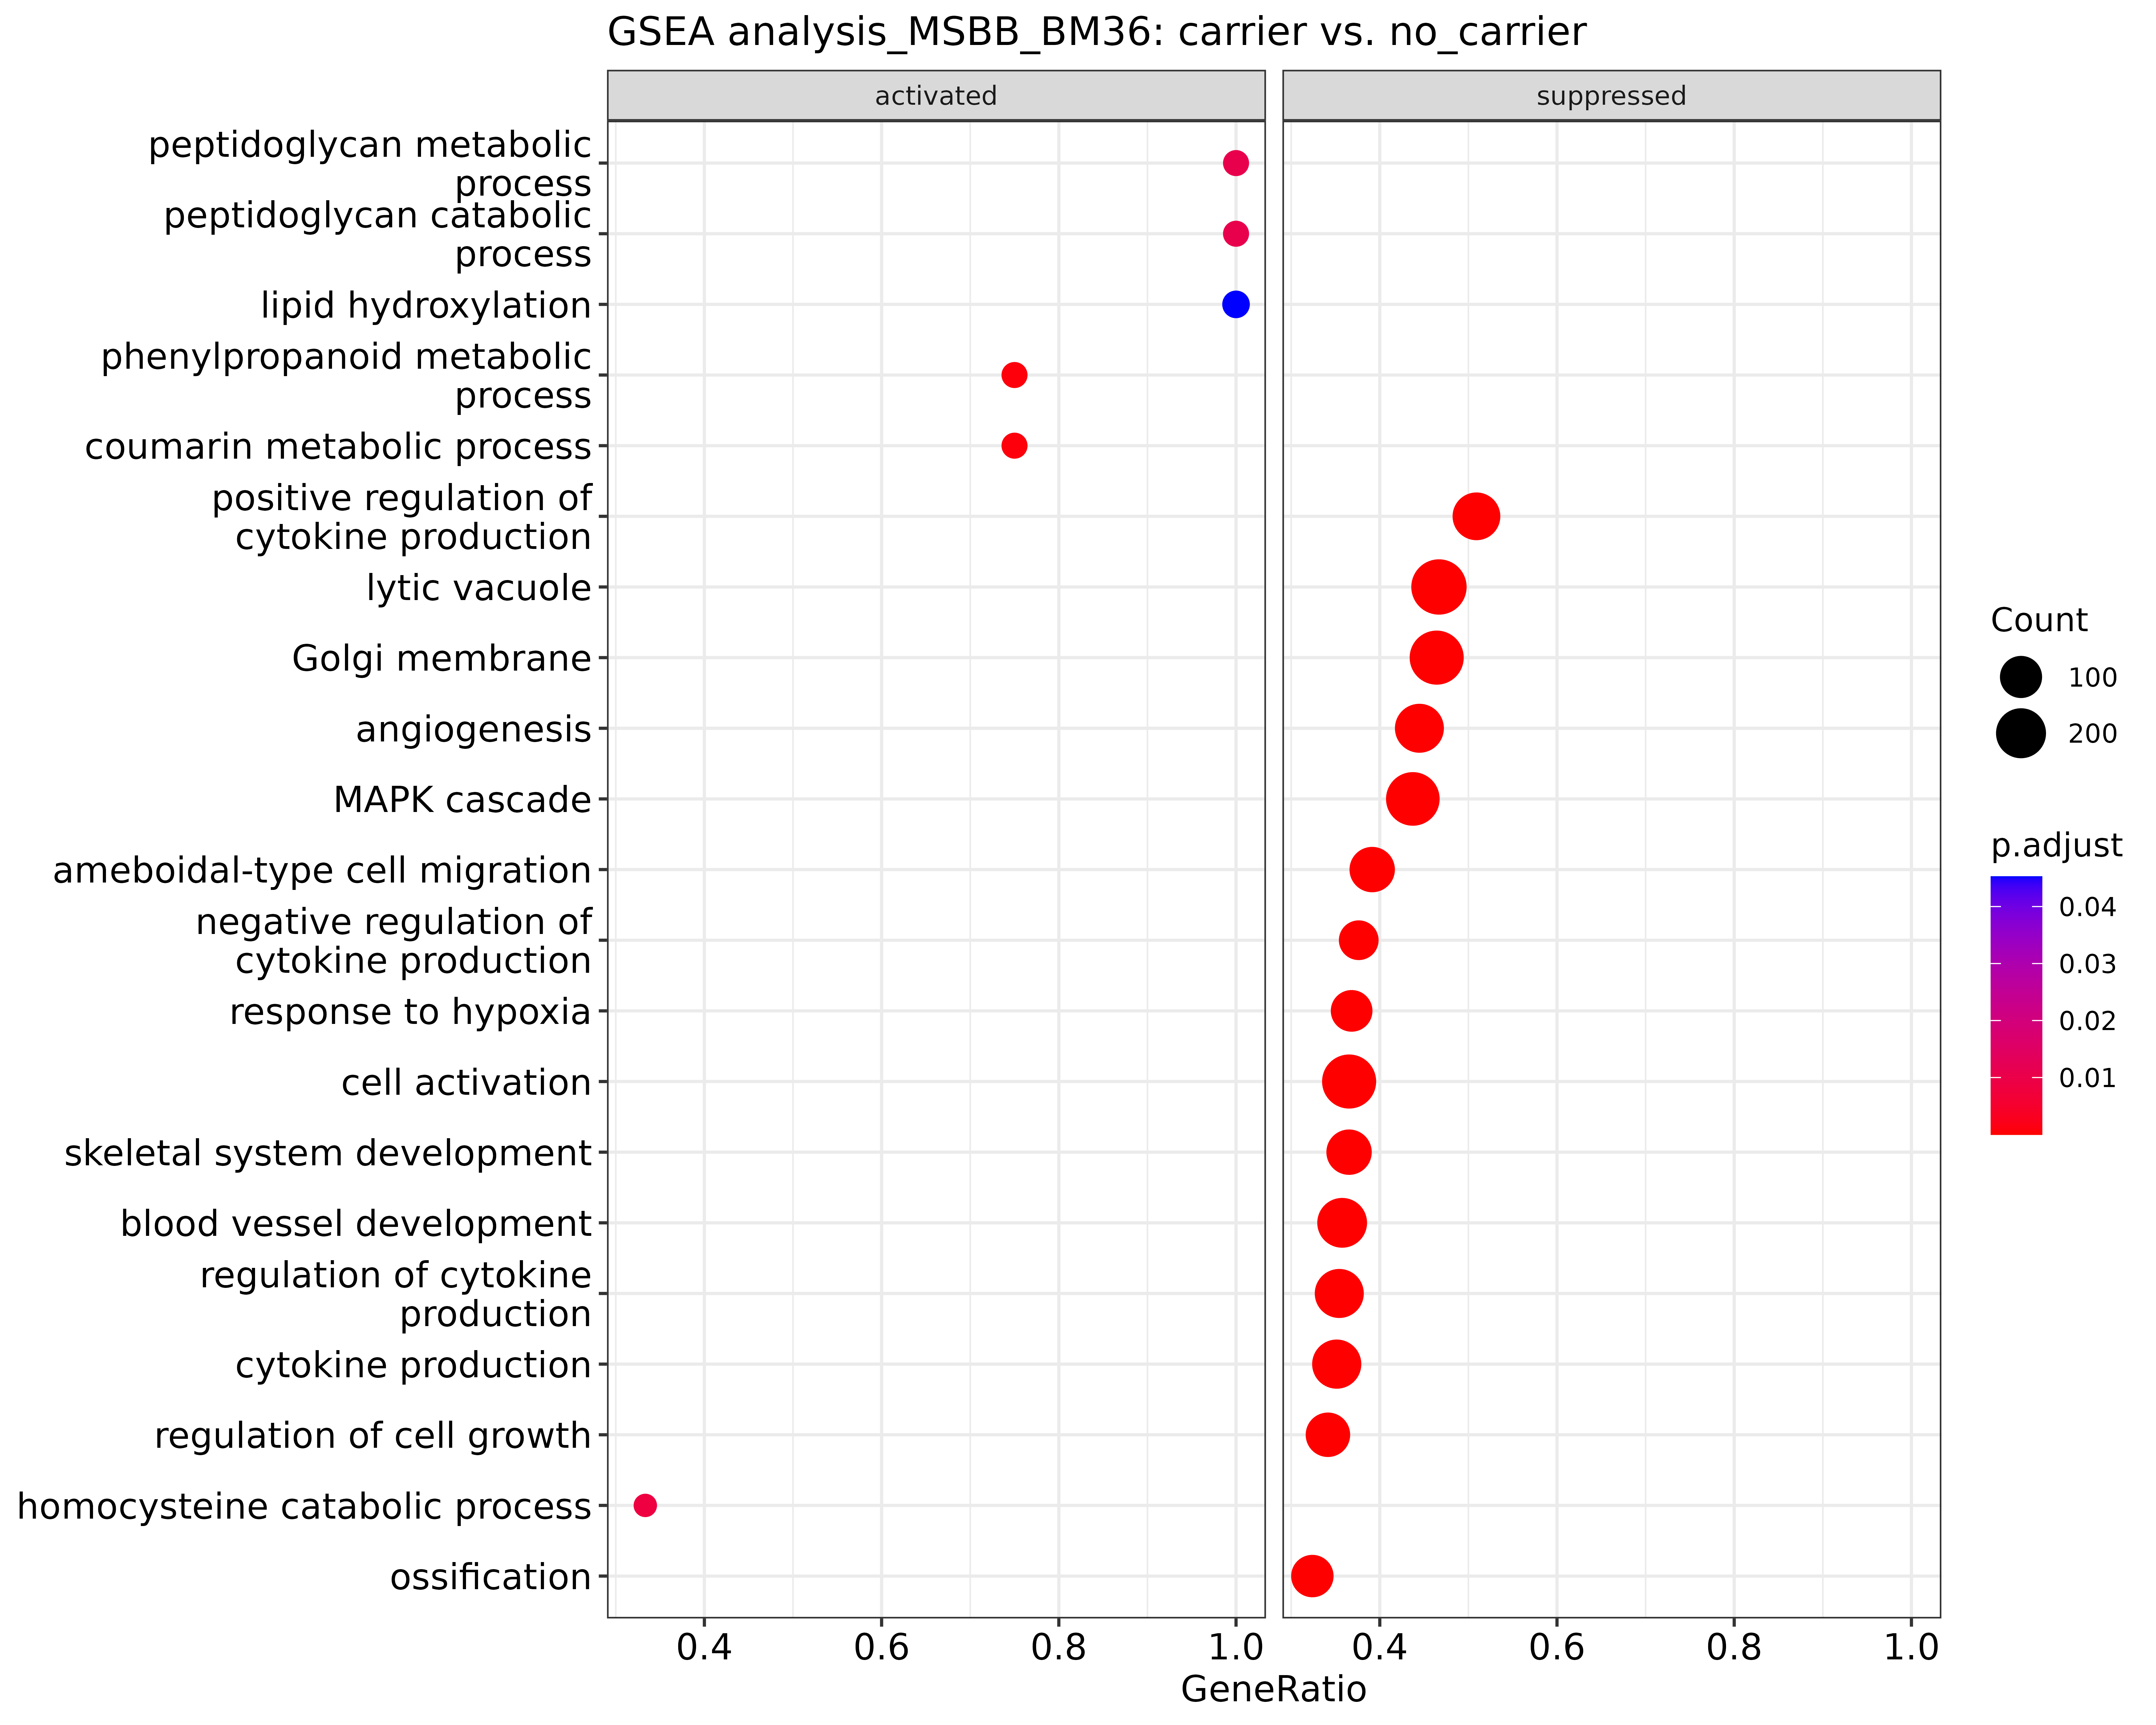 GSEA analysis_MSBB_BM36: carrier vs. no_carrier
activated
suppressed
peptidoglycan metabolic
process
peptidoglycan catabolic
process
lipid hydroxylation
phenylpropanoid metabolic
process
coumarin metabolic process
positive regulation of
cytokine production
lytic vacuole
Golgi membrane
angiogenesis
MAPK cascade
ameboidal-type cell migration
negative regulation of
cytokine production
response to hypoxia
cell activation
skeletal system development
blood vessel development
regulation of cytokine
production
cytokine production
regulation of cell growth
homocysteine catabolic process
ossification
0.4 0.6 0.8 1.0
0.4 0.6 0.8 1.0
GeneRatio
Count
100
200
p.adjust
0.04
0.03
0.02
0.01